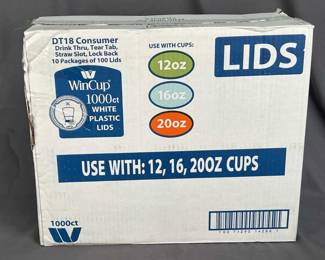 DT18 Consumer
Drink Thru, Tear Tab,
Straw Slot, Lock Back
10 Packages of 100 Lids
WinCup®
1000ct
WHITE
PLASTIC
LIDS
USE WITH CUPS:
12oz
16oz
20oz
LIDS
USE WITH: 12, 16, 20OZ CUPS
1000ct